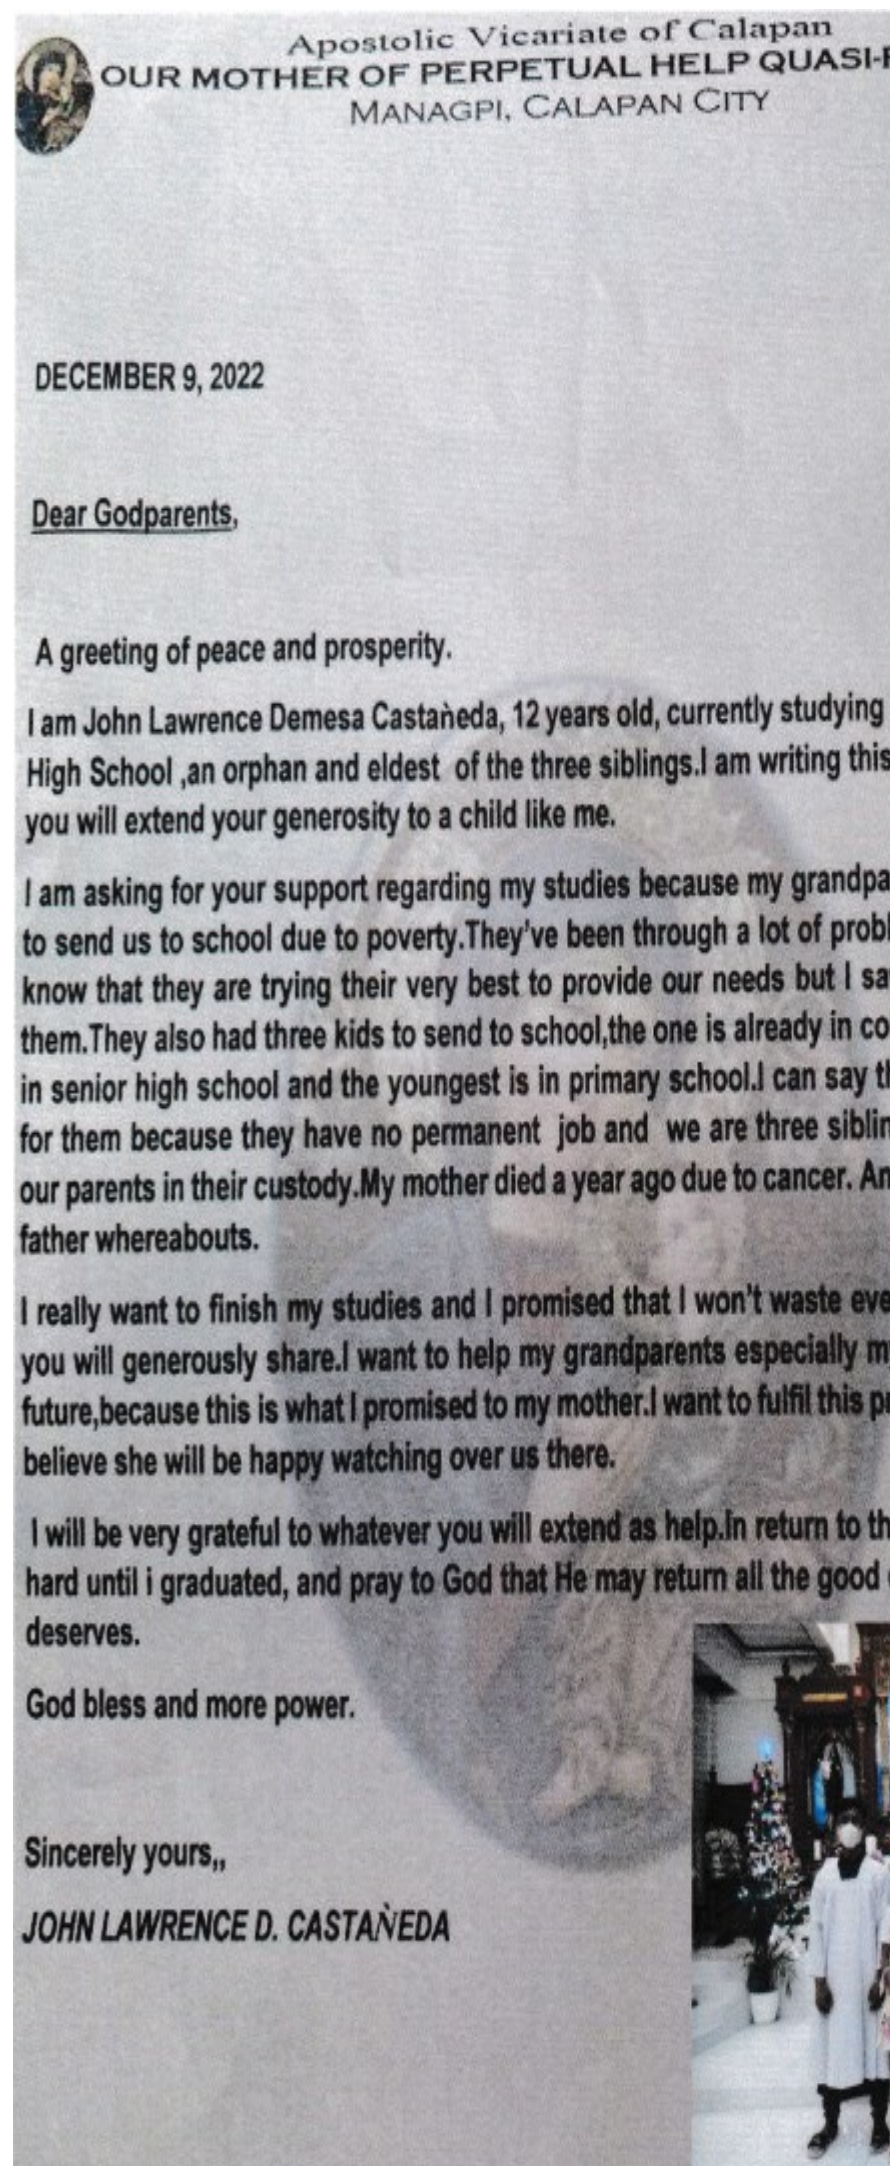 Apostolic Vicariate of Calapan
OUR MOTHER OF PERPETUAL HELP QUASI-
MANAGPI, CALAPAN CITY
DECEMBER 9, 2022
Dear Godparents,
A greeting of peace and prosperity.
I am John Lawrence Demesa Castaǹeda, 12 years old, currently studying
High School ,an orphan and eldest of the three siblings.I am writing this
you will extend your generosity to a child like me.
I am asking for your support regarding my studies because my grandpa
to send us to school due to poverty.They've been through a lot of probl
know that they are trying their very best to provide our needs but I sa
them.They also had three kids to send to school,the one is already in co
in senior high school and the youngest is in primary school.I can say th
for them because they have no permanent job and we are three siblin
our parents in their custody.My mother died a year ago due to cancer. An
father whereabouts.
I really want to finish my studies and I promised that I won't waste eve
you will generously share.I want to help my grandparents especially m
future,because this is what I promised to my mother.I want to fulfil this p
believe she will be happy watching over us there.
I will be very grateful to whatever you will extend as help.In return to th
hard until i graduated, and pray to God that He may return all the good
deserves.
God bless and more power.
Sincerely yours,,
JOHN LAWRENCE D. CASTAǸEDA